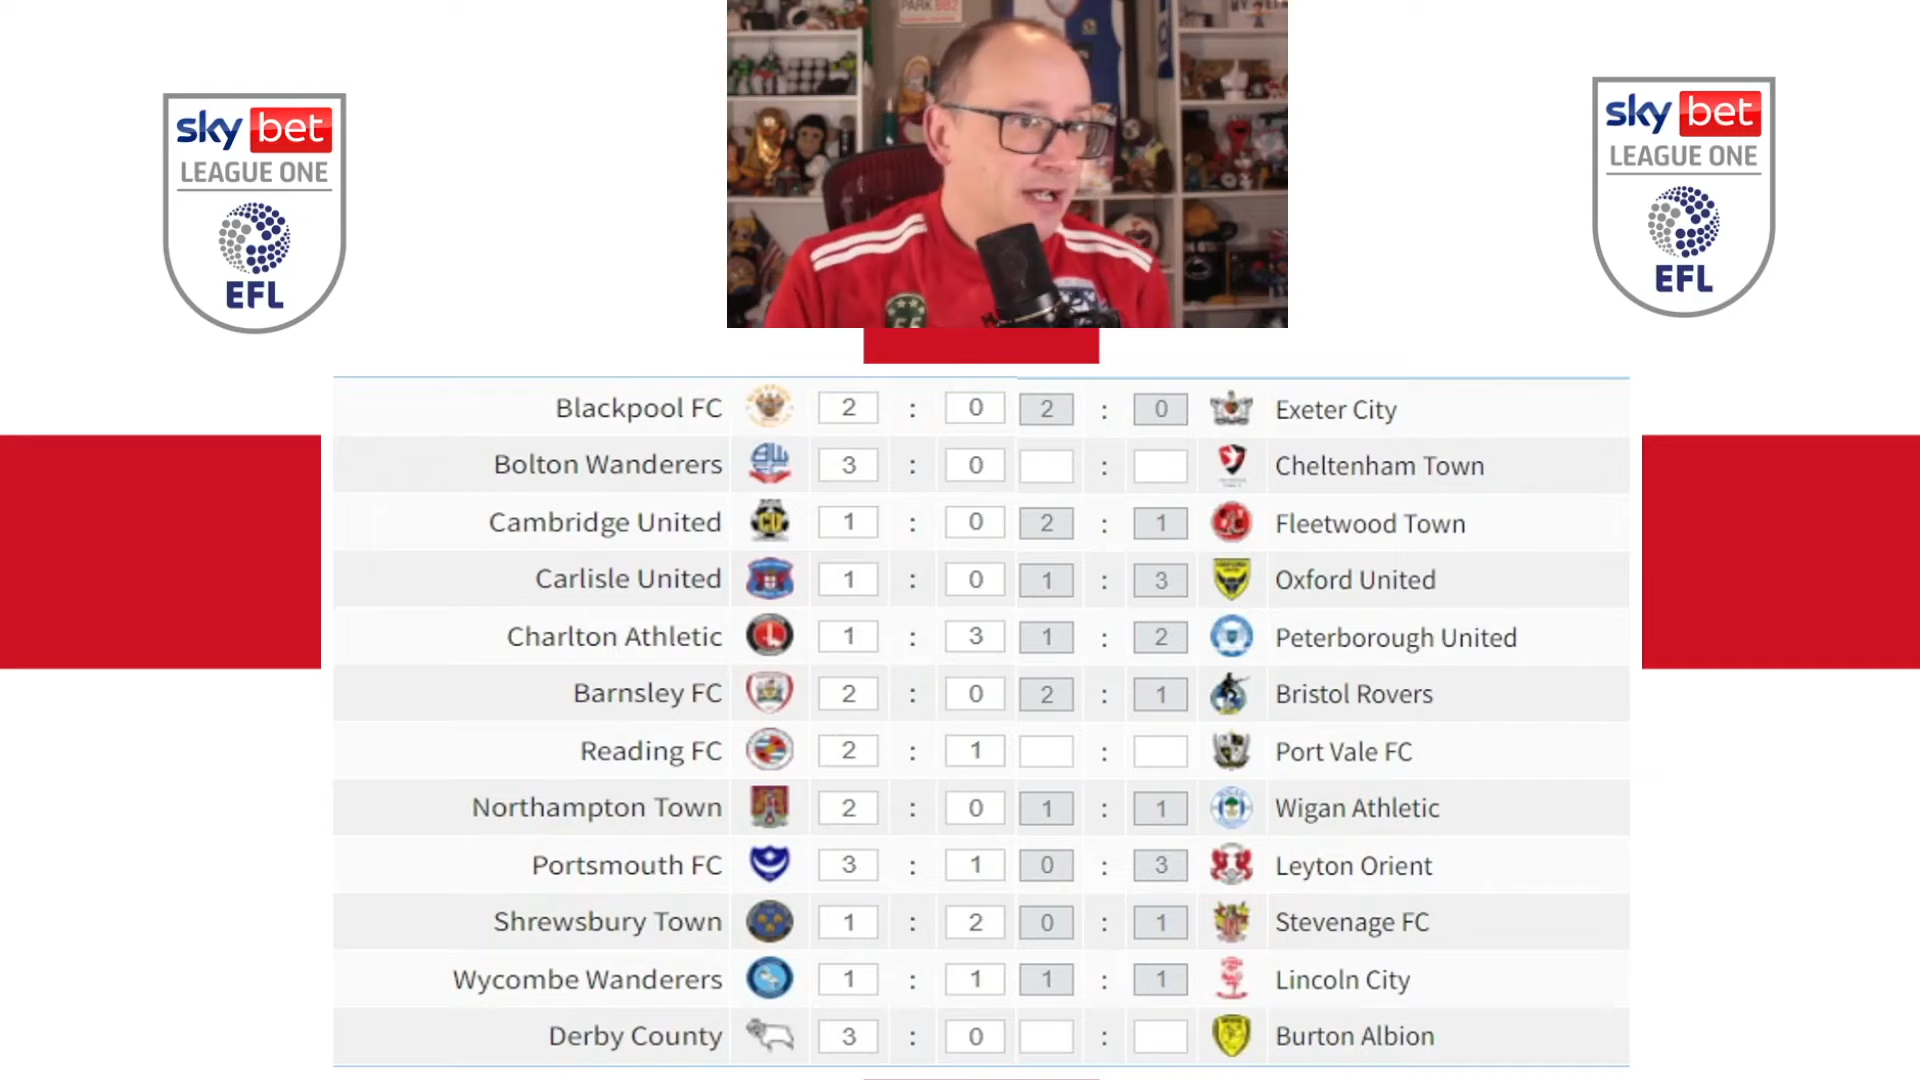 PARK BB2
sky bet
LEAGUE ONE
EFL
sky bet
LEAGUE ONE
EFL
Blackpool FC 2 : 0 2 : 0 Exeter City
Bolton Wanderers 3 : 0 : Cheltenham Town
Cambridge United CU 1 : 0 2 : 1 Fleetwood Town
Carlisle United 1 : 0 1 : 3 Oxford United
Charlton Athletic 1 : 3 1 : 2 Peterborough United
Barnsley FC 2 : 0 2 : 1 Bristol Rovers
Reading FC 2 : 1 : Port Vale FC
Northampton Town 2 : 0 1 : 1 Wigan Athletic
Portsmouth FC 3 : 1 0 : 3 Leyton Orient
Shrewsbury Town 1 : 2 0 : 1 Stevenage FC
Wycombe Wanderers 1 : 1 1 : 1 Lincoln City
Derby County 3 : 0 : Burton Albion